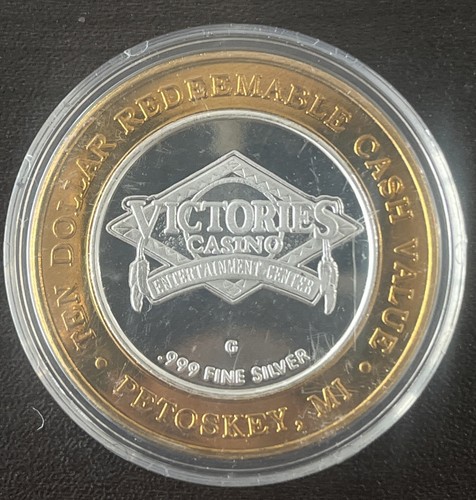 TEN DOLLAR REDEEMABLE CASH VALUE
VICTORIES
CASINO
ENTERTAINMENT CENTER
G
.999 FINE SILVER
• PETOSKEY, MI •